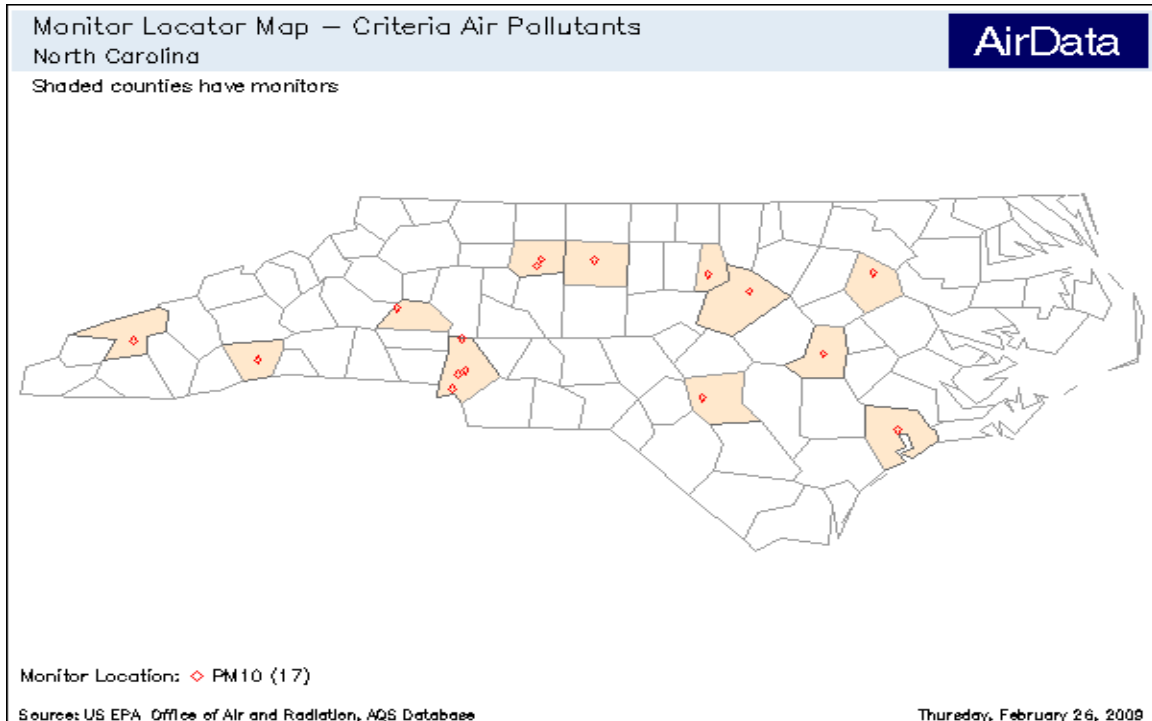 Monitor Locator Map – Criteria Air Pollutants
North Carolina
AirData
Shaded counties have monitors
Monitor Location: ◇ PM10 (17)
Source: US EPA Office of Air and Radiation, AQS Database
Thursday, February 26, 2009